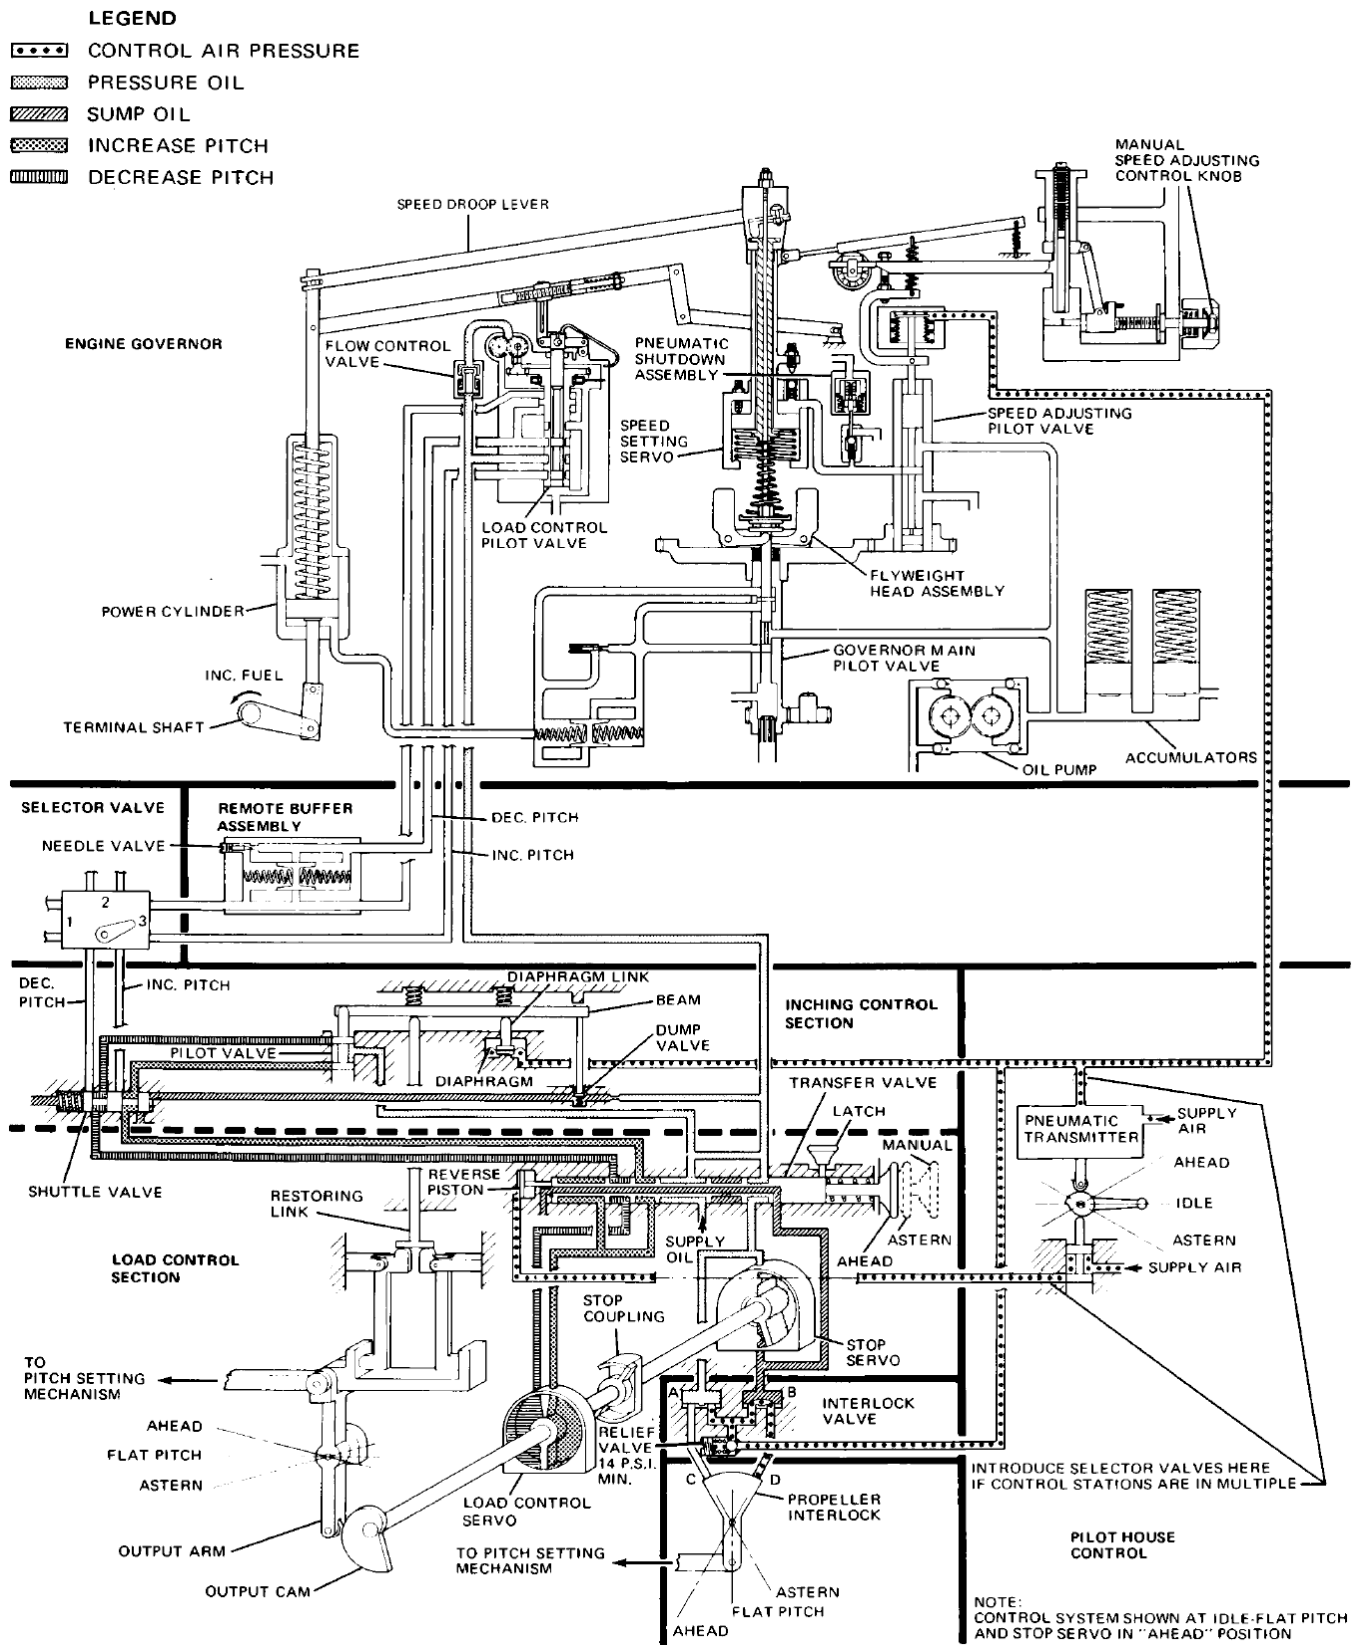 LEGEND
CONTROL AIR PRESSURE
PRESSURE OIL
SUMP OIL
INCREASE PITCH
DECREASE PITCH
MANUAL
SPEED ADJUSTING
CONTROL KNOB
SPEED DROOP LEVER
ENGINE GOVERNOR
FLOW CONTROL
VALVE
PNEUMATIC
SHUTDOWN
ASSEMBLY
SPEED
SETTING
SERVO
SPEED ADJUSTING
PILOT VALVE
LOAD CONTROL
PILOT VALVE
FLYWEIGHT
HEAD ASSEMBLY
POWER CYLINDER
GOVERNOR MAIN
PILOT VALVE
INC. FUEL
TERMINAL SHAFT
OIL PUMP
ACCUMULATORS
SELECTOR VALVE
REMOTE BUFFER
ASSEMBLY
NEEDLE VALVE
DEC. PITCH
INC. PITCH
1
2
3
DEC.
PITCH
INC. PITCH
DIAPHRAGM LINK
BEAM
INCHING CONTROL
SECTION
PILOT VALVE
DUMP
VALVE
DIAPHRAGM
TRANSFER VALVE
LATCH
MANUAL
PNEUMATIC
TRANSMITTER
SUPPLY
AIR
AHEAD
IDLE
ASTERN
SUPPLY AIR
SHUTTLE VALVE
REVERSE
PISTON
RESTORING
LINK
SUPPLY
OIL
AHEAD
ASTERN
LOAD CONTROL
SECTION
STOP
COUPLING
STOP
SERVO
TO
PITCH SETTING
MECHANISM
A
B
INTERLOCK
VALVE
AHEAD
FLAT PITCH
ASTERN
RELIEF
VALVE
14 P.S.I.
MIN.
C
D
INTRODUCE SELECTOR VALVES HERE
IF CONTROL STATIONS ARE IN MULTIPLE
LOAD CONTROL
SERVO
PROPELLER
INTERLOCK
OUTPUT ARM
OUTPUT CAM
TO PITCH SETTING
MECHANISM
PILOT HOUSE
CONTROL
ASTERN
FLAT PITCH
AHEAD
NOTE:
CONTROL SYSTEM SHOWN AT IDLE-FLAT PITCH
AND STOP SERVO IN "AHEAD" POSITION